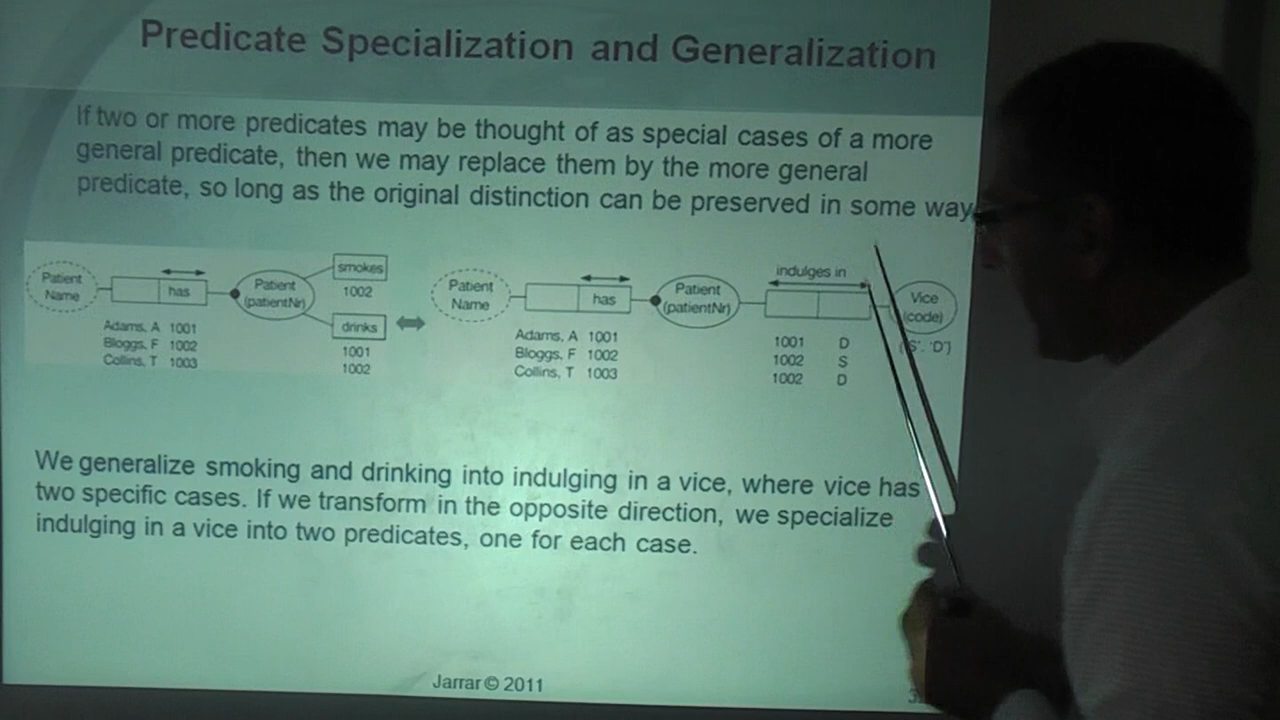 Predicate Specialization and Generalization
If two or more predicates may be thought of as special cases of a more
general predicate, then we may replace them by the more general
predicate, so long as the original distinction can be preserved in some way
Patient
Name
has
Patient
(patientNr)
smokes
1002
drinks
1001
1002
Adams, A 1001
Bloggs, F 1002
Collins, T 1003
Patient
Name
has
Patient
(patientNr)
indulges in
Vice
(code)
{'S', 'D'}
Adams, A 1001
Bloggs, F 1002
Collins, T 1003
1001 D
1002 S
1002 D
We generalize smoking and drinking into indulging in a vice, where vice has
two specific cases. If we transform in the opposite direction, we specialize
indulging in a vice into two predicates, one for each case.
Jarrar © 2011